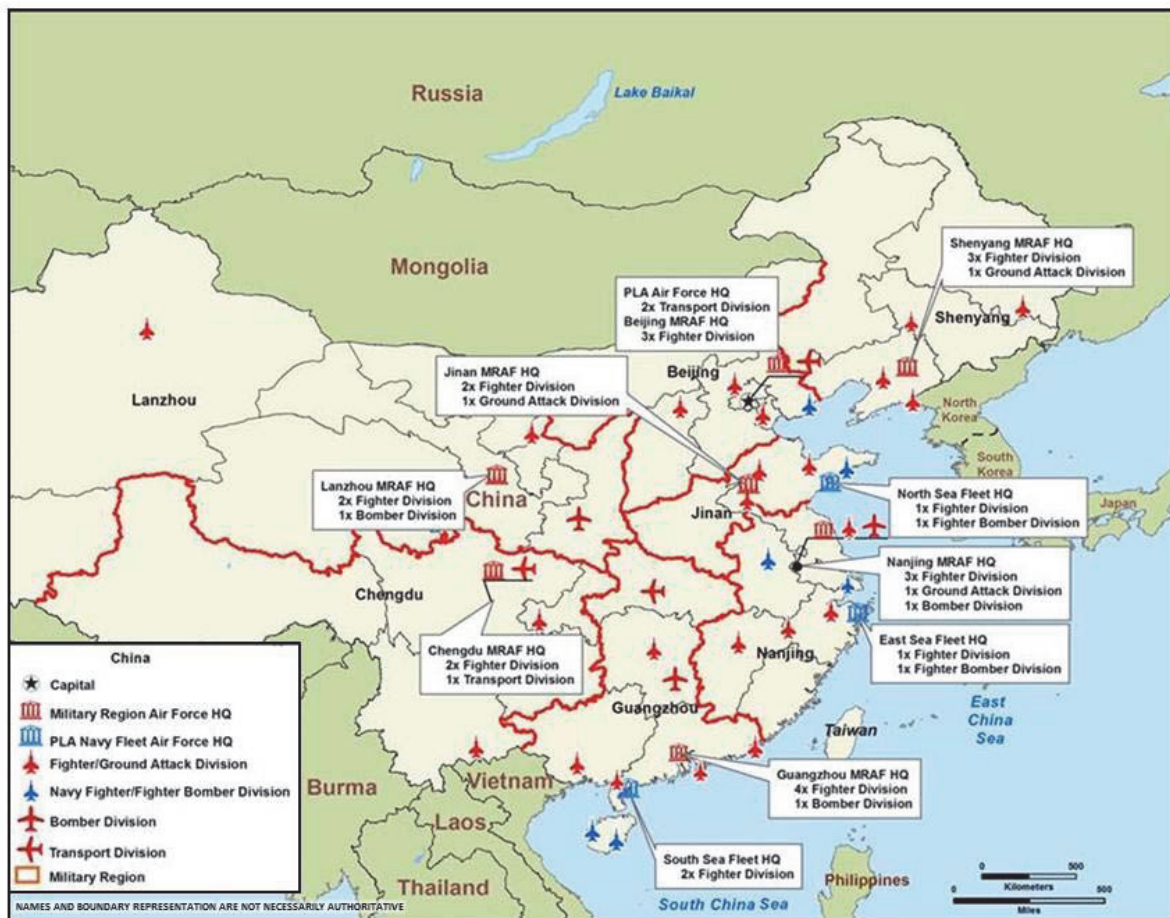 Russia
Lake Baikal
Mongolia
Shenyang MRAF HQ
3x Fighter Division
1x Ground Attack Division
PLA Air Force HQ
2x Transport Division
Beijing MRAF HQ
3x Fighter Division
Shenyang
Jinan MRAF HQ
2x Fighter Division
1x Ground Attack Division
Beijing
Lanzhou
North
Korea
South
Korea
Japan
Lanzhou MRAF HQ
2x Fighter Division
1x Bomber Division
China
Jinan
North Sea Fleet HQ
1x Fighter Division
1x Fighter Bomber Division
Nanjing MRAF HQ
3x Fighter Division
1x Ground Attack Division
1x Bomber Division
Chengdu
Chengdu MRAF HQ
2x Fighter Division
1x Transport Division
Nanjing
East Sea Fleet HQ
1x Fighter Division
1x Fighter Bomber Division
Guangzhou
Taiwan
East
China
Sea
Guangzhou MRAF HQ
4x Fighter Division
1x Bomber Division
Burma
Vietnam
Laos
Thailand
South Sea Fleet HQ
2x Fighter Division
Philippines
South China Sea
China
Capital
Military Region Air Force HQ
PLA Navy Fleet Air Force HQ
Fighter/Ground Attack Division
Navy Fighter/Fighter Bomber Division
Bomber Division
Transport Division
Military Region
0 500
Kilometers
0 500
Miles
NAMES AND BOUNDARY REPRESENTATION ARE NOT NECESSARILY AUTHORITATIVE